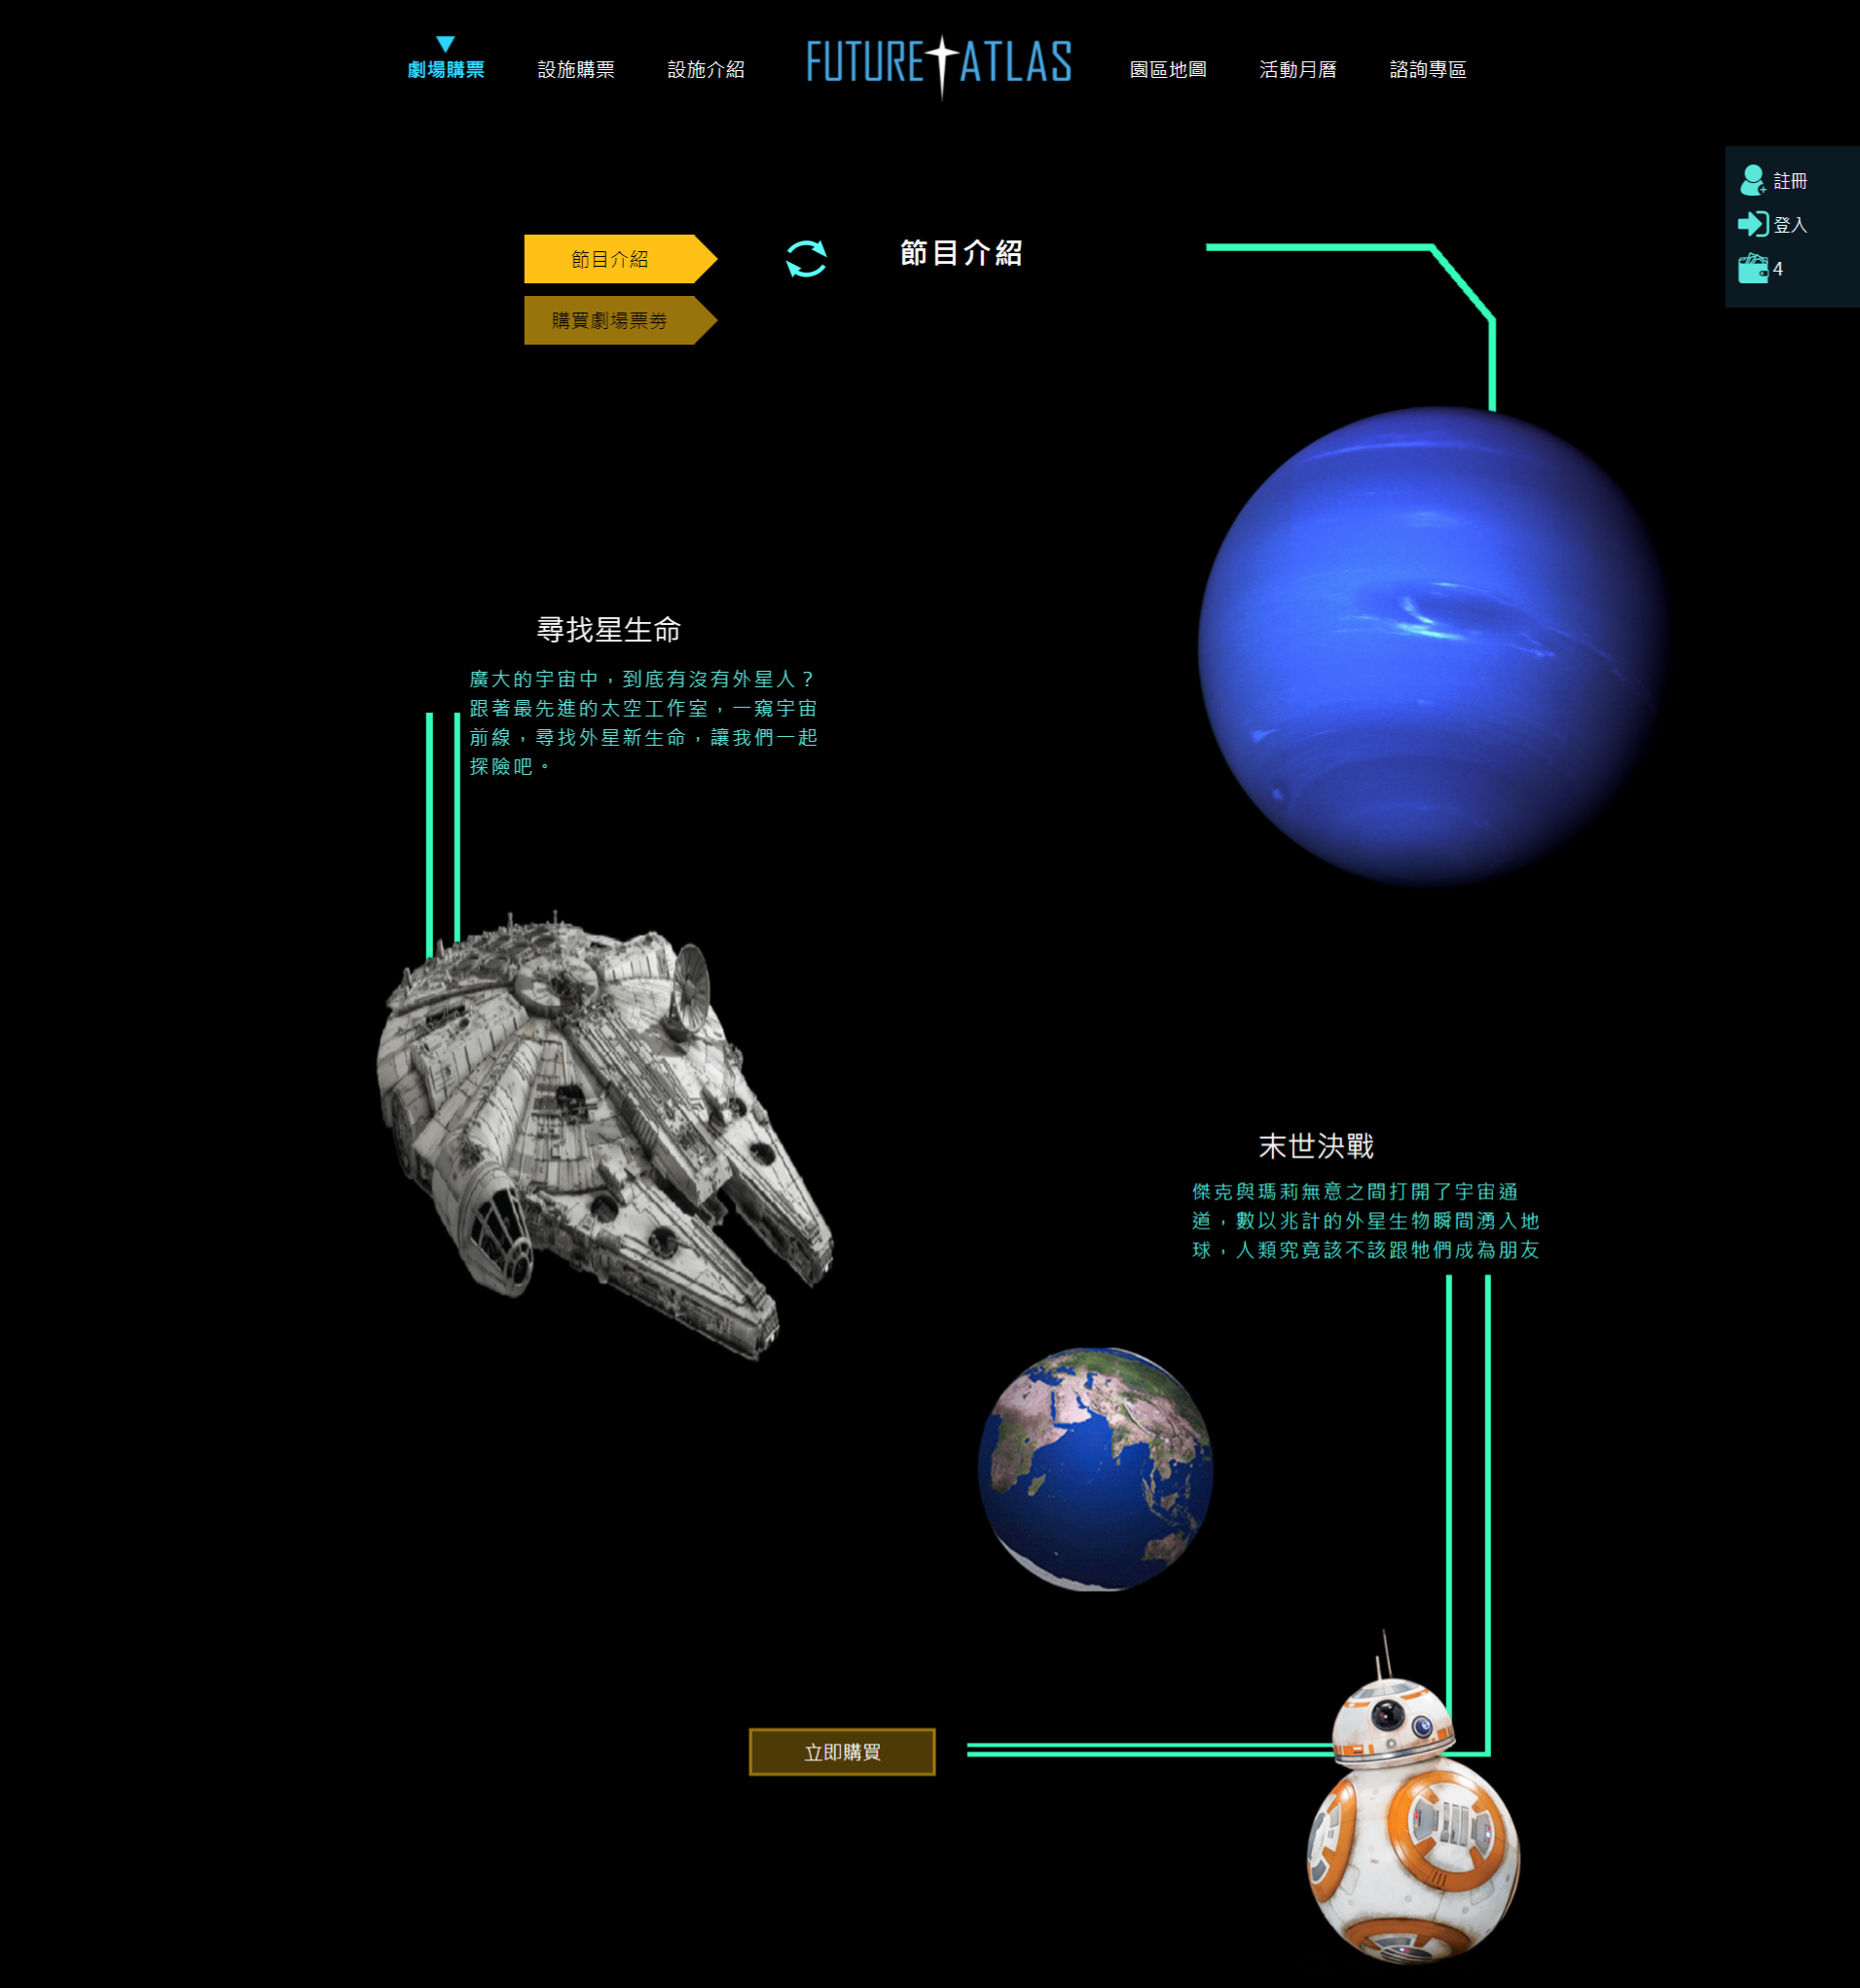 劇場購票
設施購票
設施介紹
FUTURE ATLAS
園區地圖
活動月曆
諮詢專區
註冊
登入
4
節目介紹
購買劇場票券
節目介紹
尋找星生命
廣大的宇宙中，到底有沒有外星人？
跟著最先進的太空工作室，一窺宇宙
前線，尋找外星新生命，讓我們一起
探險吧。
末世決戰
傑克與瑪莉無意之間打開了宇宙通
道，數以兆計的外星生物瞬間湧入地
球，人類究竟該不該跟牠們成為朋友
立即購買